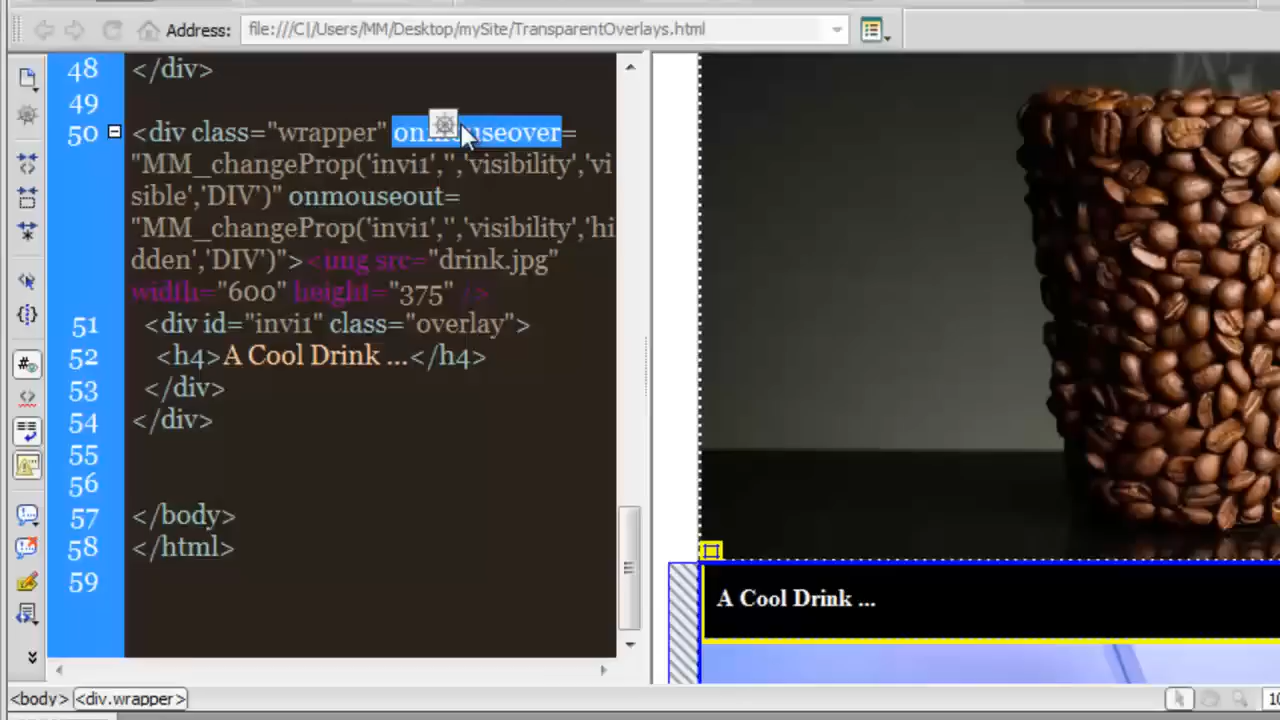 Address: file:///C|/Users/MM/Desktop/mySite/TransparentOverlays.html
48 </div>
49
50 <div class="wrapper" onmouseover=
"MM_changeProp('invi1','','visibility','vi
sible','DIV')" onmouseout=
"MM_changeProp('invi1','','visibility','hi
dden','DIV')"><img src="drink.jpg"
width="600" height="375" />
51 <div id="invi1" class="overlay">
52 <h4>A Cool Drink ...</h4>
53 </div>
54 </div>
55
56
57 </body>
58 </html>
59
A Cool Drink ...
<body> <div.wrapper>